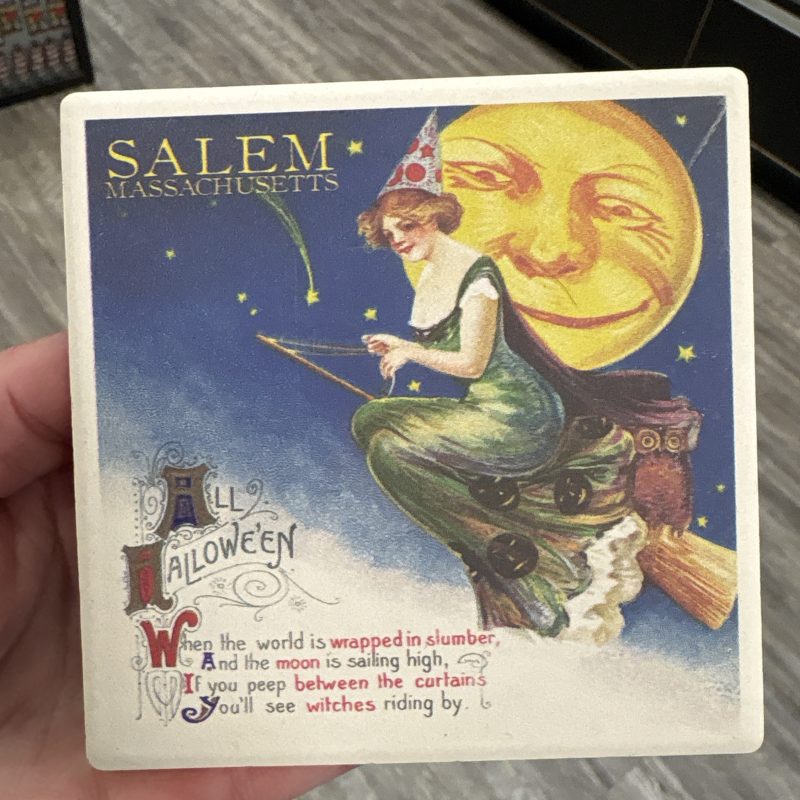 SALEM
MASSACHUSETTS
ALL
HALLOWE'EN
When the world is wrapped in slumber,
And the moon is sailing high,
If you peep between the curtains
You'll see witches riding by.